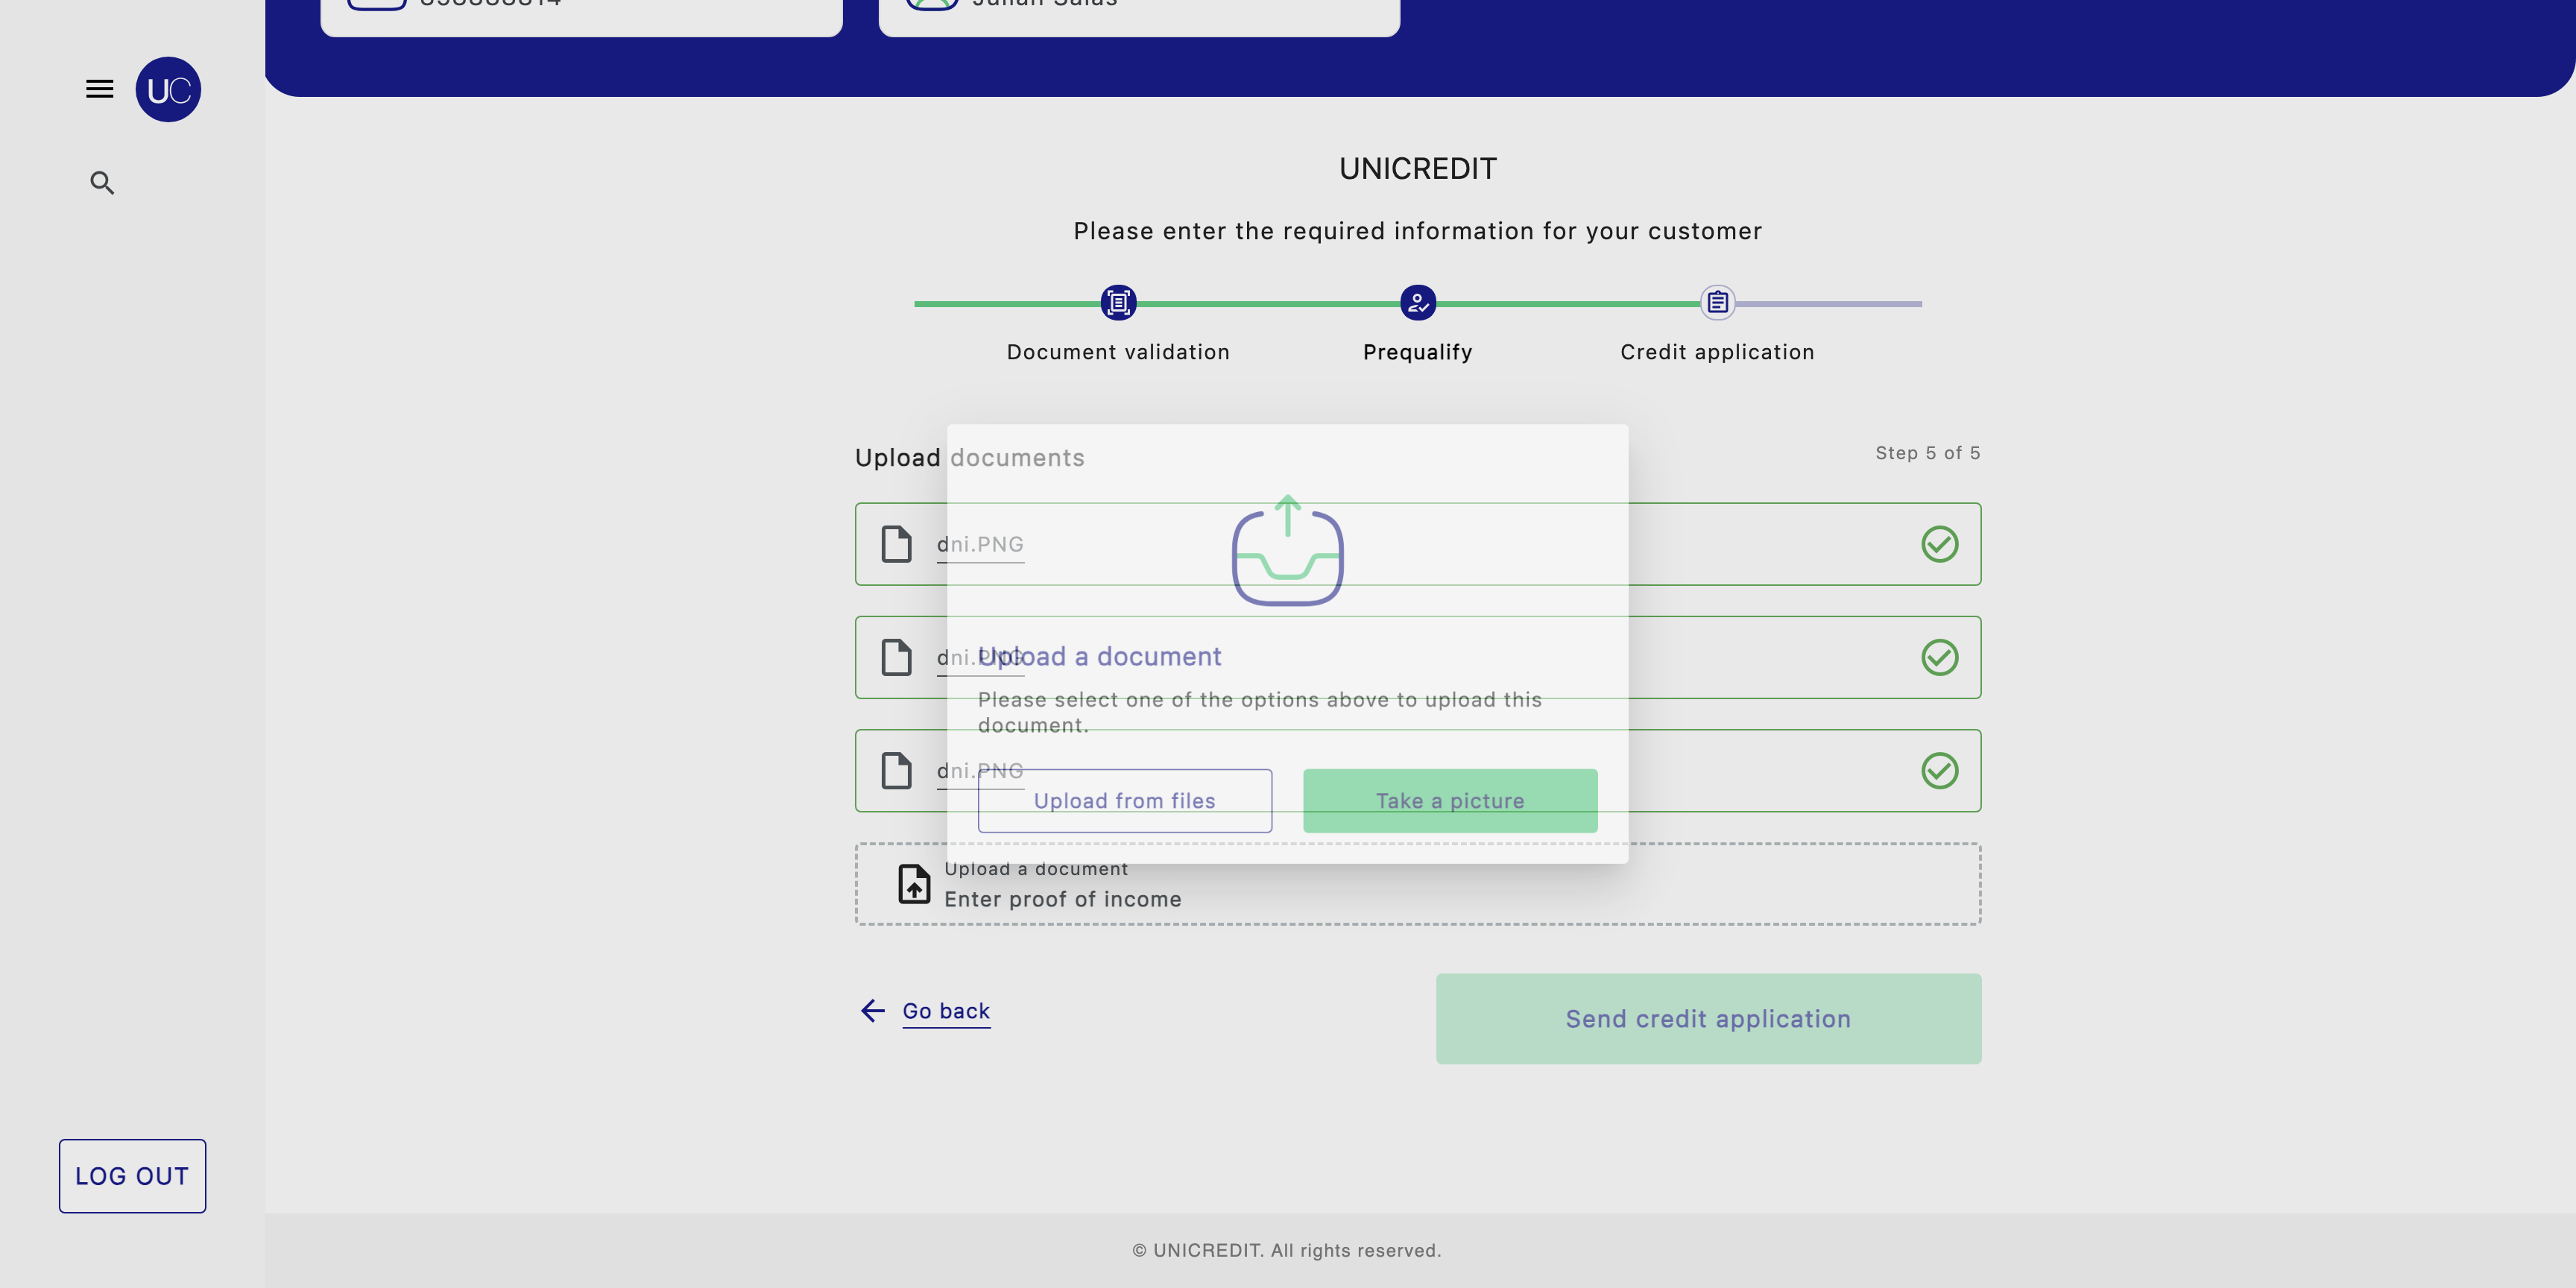 Julian Salas
UC
UNICREDIT
Please enter the required information for your customer
Document validation
Prequalify
Credit application
Upload documents
Step 5 of 5
dni.PNG
dni.PNG
Upload a document
Please select one of the options above to upload this
document.
dni.PNG
Upload from files
Take a picture
Upload a document
Enter proof of income
Go back
Send credit application
LOG OUT
© UNICREDIT. All rights reserved.